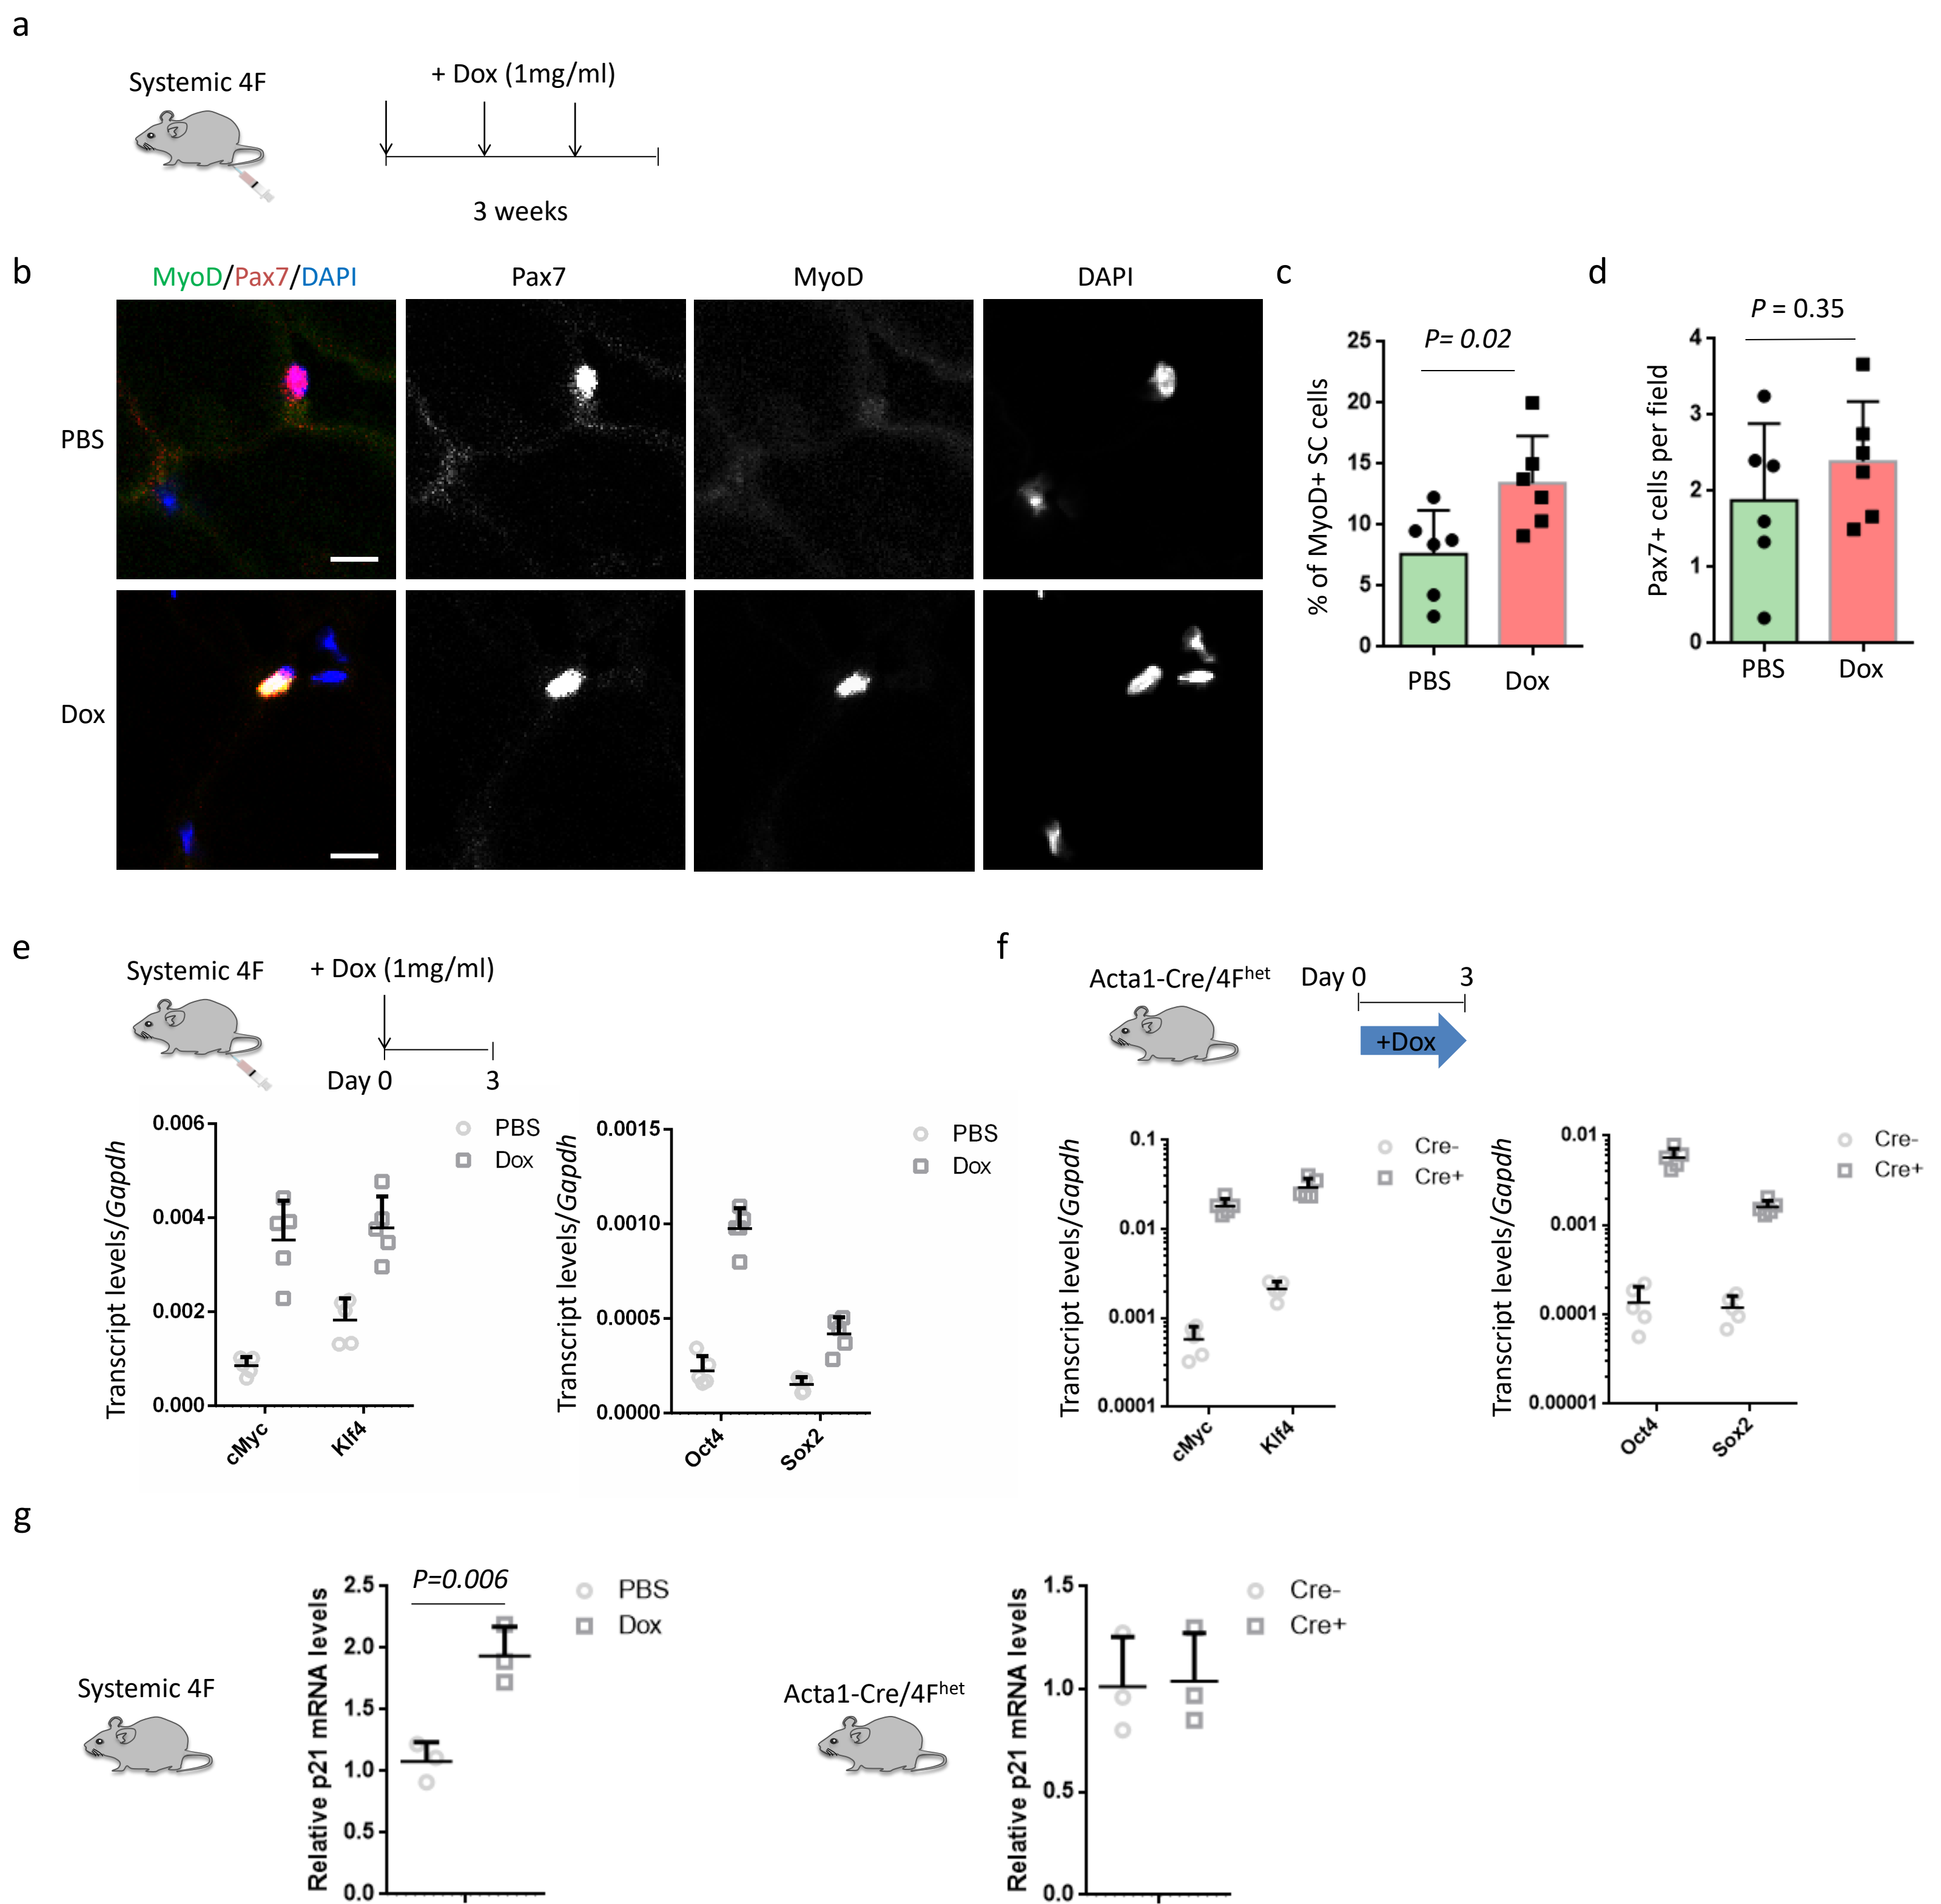 a
Systemic 4F
+ Dox (1mg/ml)
3 weeks
b
MyoD/Pax7/DAPI
Pax7
MyoD
DAPI
PBS
Dox
c
P= 0.02
% of MyoD+ SC cells
25
20
15
10
5
0
PBS
Dox
d
P = 0.35
Pax7+ cells per field
4
3
2
1
0
PBS
Dox
e
Systemic 4F
+ Dox (1mg/ml)
Day 0
3
Transcript levels/Gapdh
0.006
0.004
0.002
0.000
cMyc
Klf4
PBS
Dox
Transcript levels/Gapdh
0.0015
0.0010
0.0005
0.0000
Oct4
Sox2
PBS
Dox
f
Acta1-Cre/4Fhet
Day 0
3
+Dox
Transcript levels/Gapdh
0.1
0.01
0.001
0.0001
cMyc
Klf4
Cre-
Cre+
Transcript levels/Gapdh
0.01
0.001
0.0001
0.00001
Oct4
Sox2
Cre-
Cre+
g
Systemic 4F
Relative p21 mRNA levels
2.5
2.0
1.5
1.0
0.5
0.0
P=0.006
PBS
Dox
Acta1-Cre/4Fhet
Relative p21 mRNA levels
1.5
1.0
0.5
0.0
Cre-
Cre+